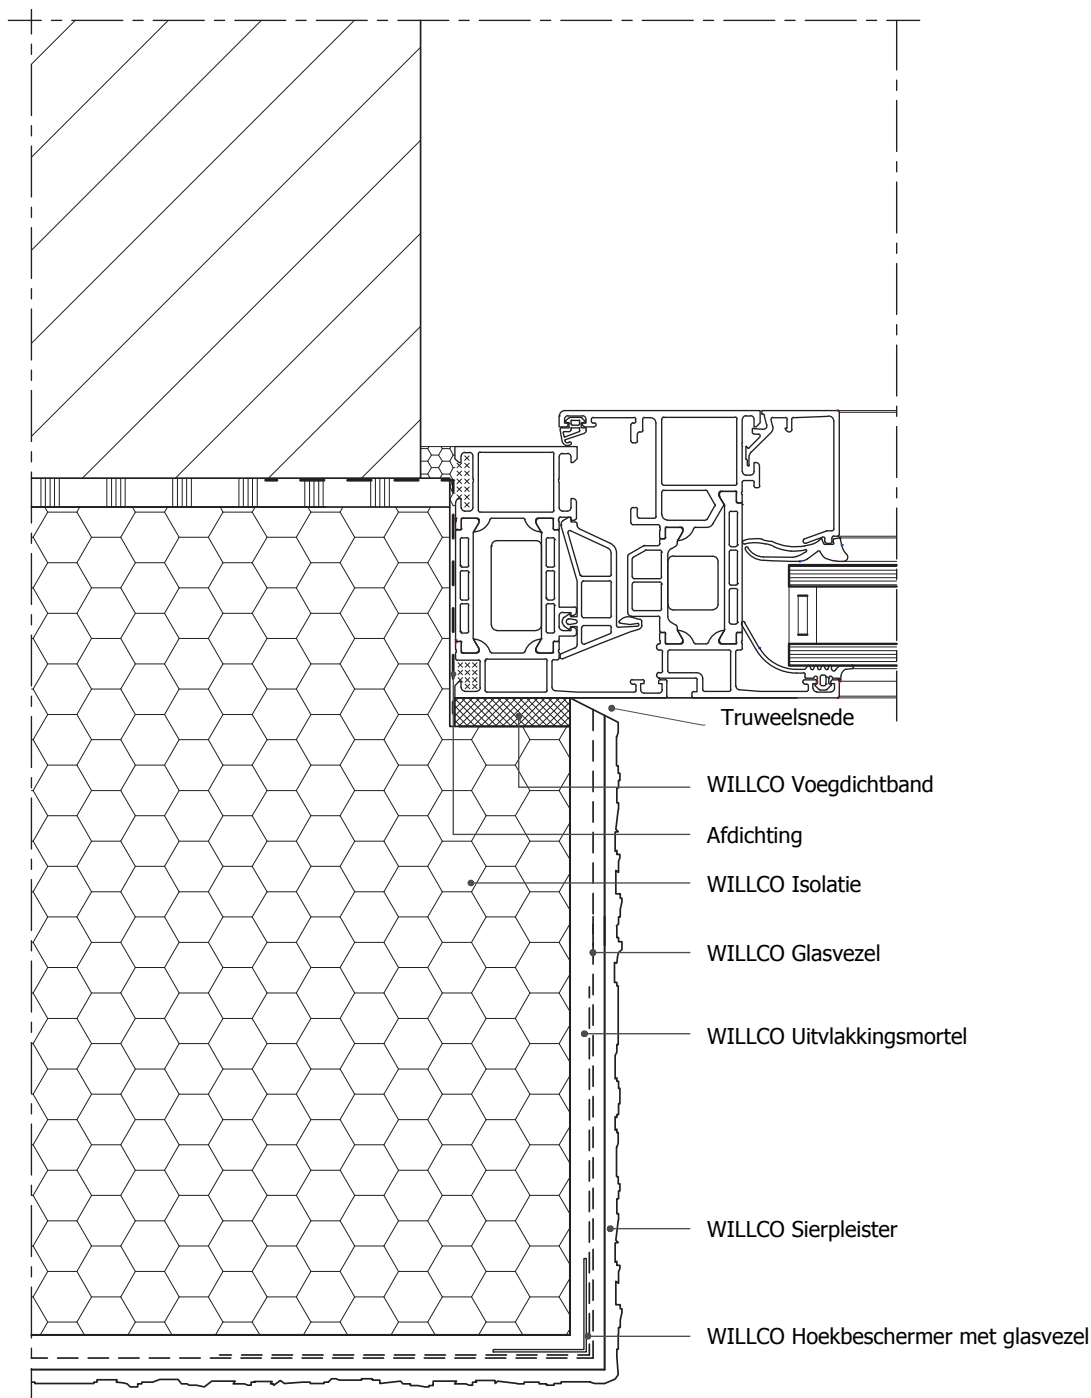 Truweelsnede
WILLCO Voegdichtband
Afdichting
WILLCO Isolatie
WILLCO Glasvezel
WILLCO Uitvlakkingsmortel
WILLCO Sierpleister
WILLCO Hoekbeschermer met glasvezel